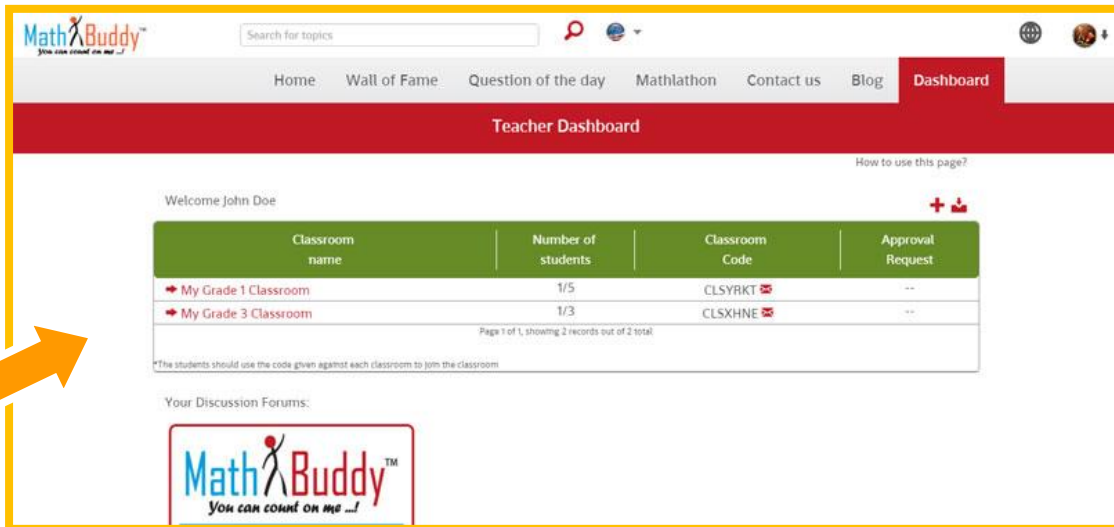 Math Buddy™
You can count on me ...!
Search for topics
Home Wall of Fame Question of the day Mathlathon Contact us Blog Dashboard
Teacher Dashboard
How to use this page?
Welcome John Doe
Classroom name Number of students Classroom Code Approval Request
My Grade 1 Classroom 1/5 CLSYRKT --
My Grade 3 Classroom 1/3 CLSXHNE --
Page 1 of 1, showing 2 records out of 2 total
*The students should use the code given against each classroom to join the classroom
Your Discussion Forums:
Math Buddy™
You can count on me ...!